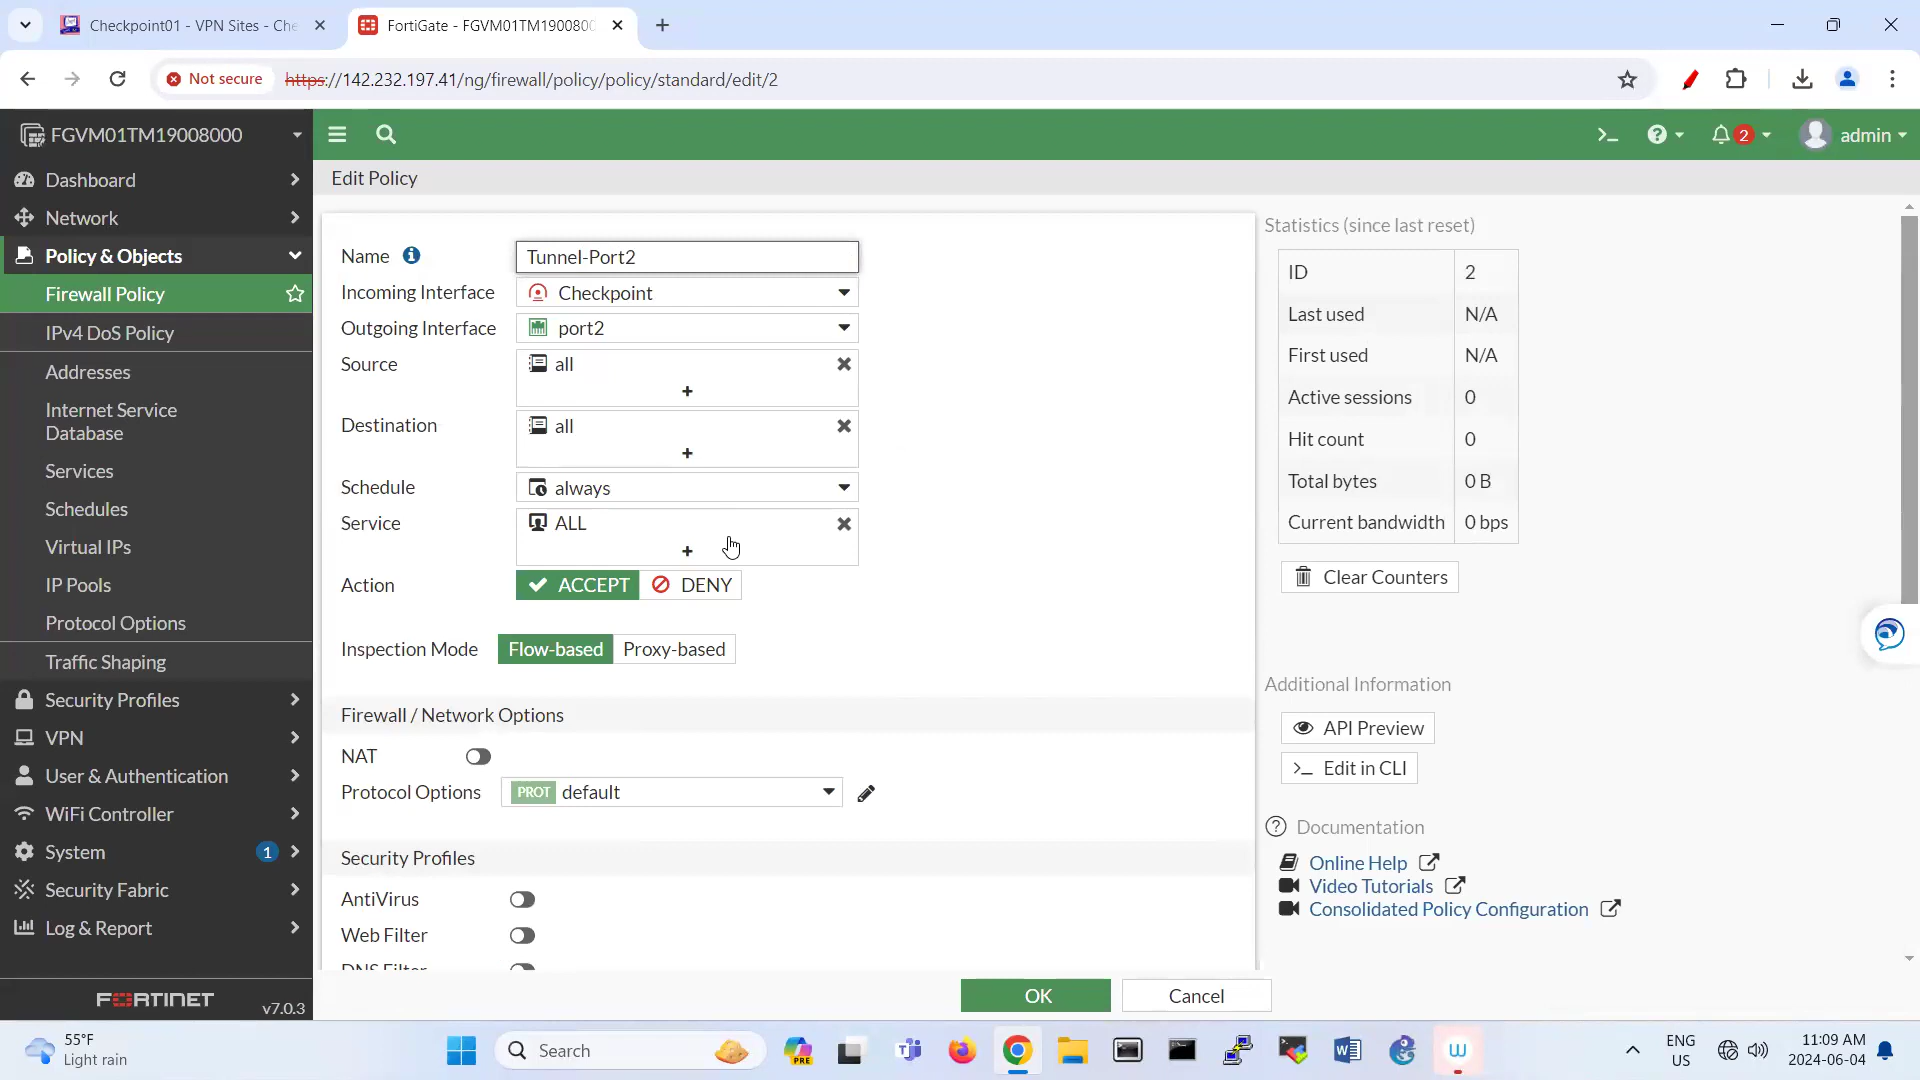 Checkpoint01 - VPN Sites - Che
FortiGate - FGVM01TM1900800
Not secure
https://142.232.197.41/ng/firewall/policy/policy/standard/edit/2
FGVM01TM19008000
2
admin
Dashboard
Network
Policy & Objects
Firewall Policy
IPv4 DoS Policy
Addresses
Internet Service
Database
Services
Schedules
Virtual IPs
IP Pools
Protocol Options
Traffic Shaping
Security Profiles
VPN
User & Authentication
WiFi Controller
System 1
Security Fabric
Log & Report
FORTINET v7.0.3
Edit Policy
Name Tunnel-Port2
Incoming Interface Checkpoint
Outgoing Interface port2
Source all
+
Destination all
+
Schedule always
Service ALL
+
Action ACCEPT DENY
Inspection Mode Flow-based Proxy-based
Firewall / Network Options
NAT
Protocol Options PROT default
Security Profiles
AntiVirus
Web Filter
DNS Filter
OK Cancel
Statistics (since last reset)
ID 2
Last used N/A
First used N/A
Active sessions 0
Hit count 0
Total bytes 0 B
Current bandwidth 0 bps
Clear Counters
Additional Information
API Preview
>_ Edit in CLI
Documentation
Online Help
Video Tutorials
Consolidated Policy Configuration
55°F
Light rain
Search
PRE
ENG
US
11:09 AM
2024-06-04